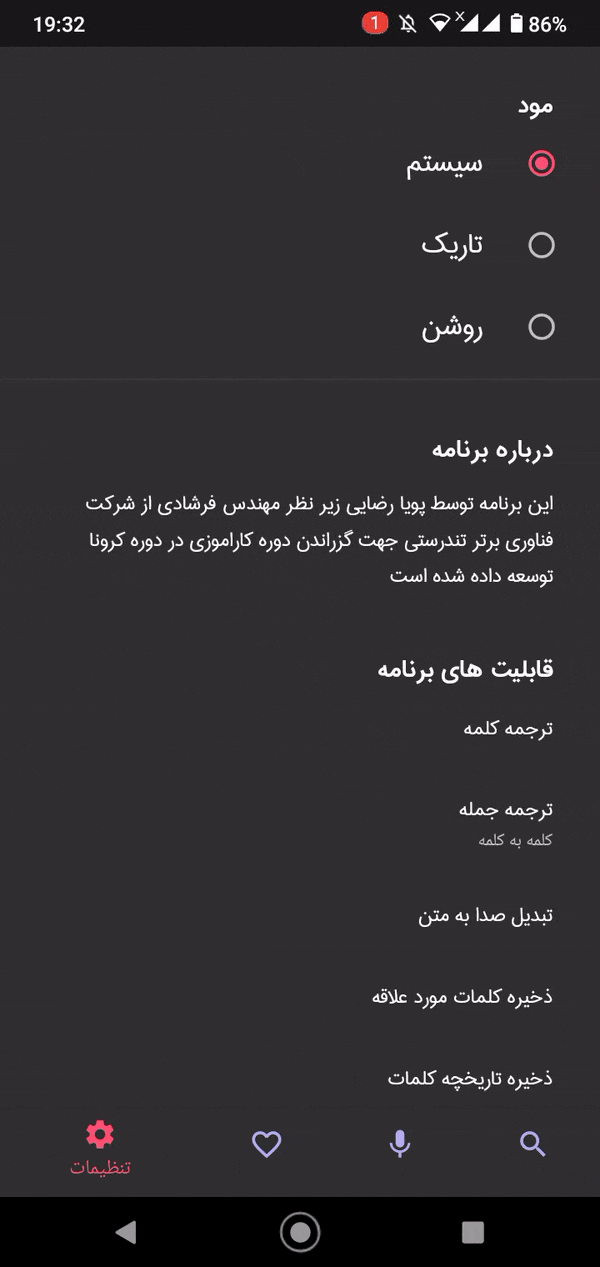 19:32
1
86%
مود
سیستم
تاریک
روشن
درباره برنامه
این برنامه توسط پویا رضایی زیر نظر مهندس فرشادی از شرکت
فناوری برتر تندرستی جهت گزراندن دوره کاراموزی در دوره کرونا
توسعه داده شده است
قابلیت های برنامه
ترجمه کلمه
ترجمه جمله
کلمه به کلمه
تبدیل صدا به متن
ذخیره کلمات مورد علاقه
ذخیره تاریخچه کلمات
تنظیمات